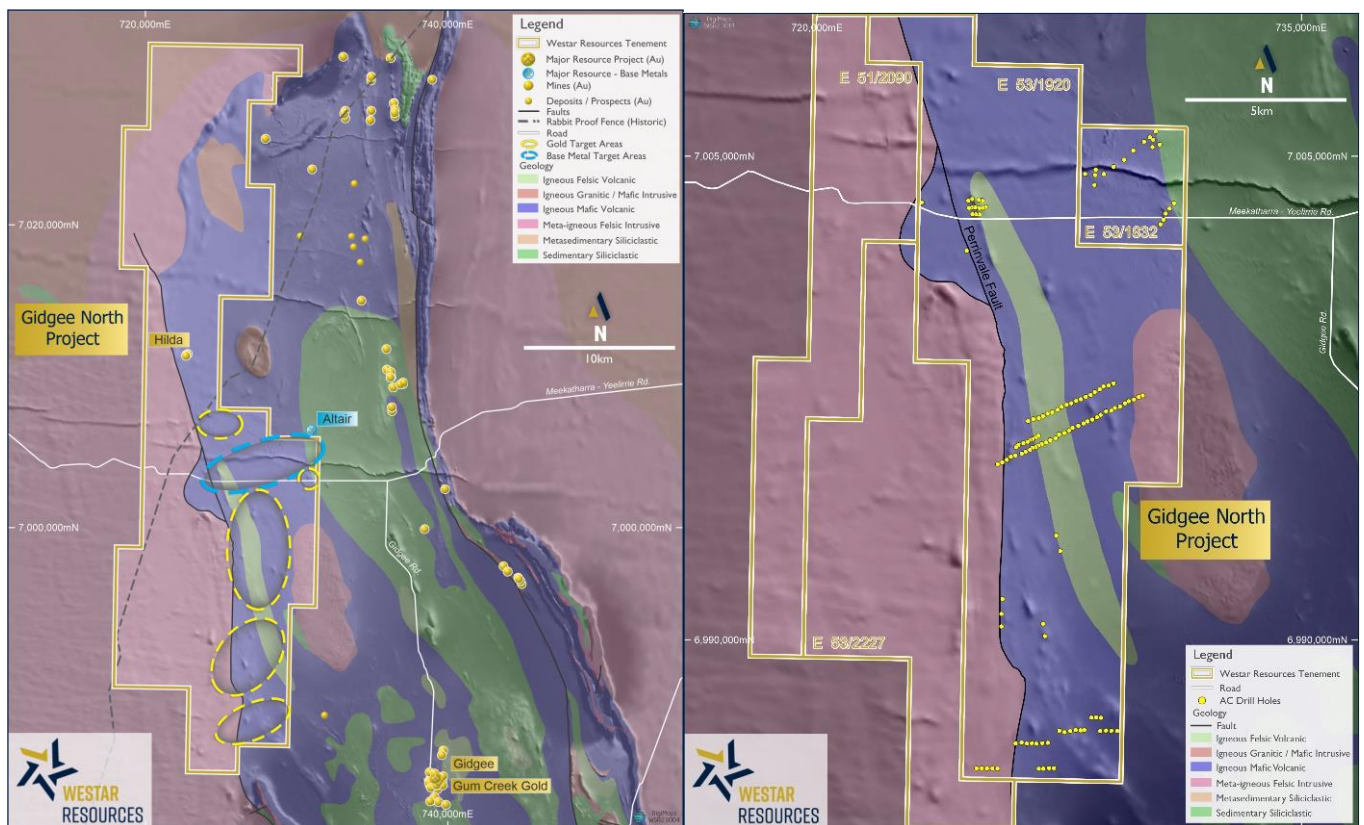 720,000mE
740,000mE
Legend
Westar Resources Tenement
Major Resource Project (Au)
Major Resource - Base Metals
Mines (Au)
Deposits / Prospects (Au)
Faults
Rabbit Proof Fence (Historic)
Road
Gold Target Areas
Base Metal Target Areas
Geology
Igneous Felsic Volcanic
Igneous Granitic / Mafic Intrusive
Igneous Mafic Volcanic
Meta-igneous Felsic Intrusive
Metasedimentary Siliciclastic
Sedimentary Siliciclastic
7,020,000mN
7,020,000mN
Gidgee North
Project
Hilda
N
10km
Meekatharra - Yeelirrie Rd.
Altair
7,000,000mN
7,000,000mN
Gidgee Rd.
Gidgee
Gum Creek Gold
740,000mE
WESTAR
RESOURCES
DigMaps
720,000mE
735,000mE
E 51/2090
E 53/1920
N
5km
7,005,000mN
7,005,000mN
Meekatharra - Yeelirrie Rd.
E 53/1832
Perrinvale Fault
Gidgee Rd.
Gidgee North
Project
6,990,000mN
6,990,000mN
E 53/2227
Legend
Westar Resources Tenement
Road
AC Drill Holes
Geology
Fault
Igneous Felsic Volcanic
Igneous Granitic / Mafic Intrusive
Igneous Mafic Volcanic
Meta-igneous Felsic Intrusive
Metasedimentary Siliciclastic
Sedimentary Siliciclastic
WESTAR
RESOURCES